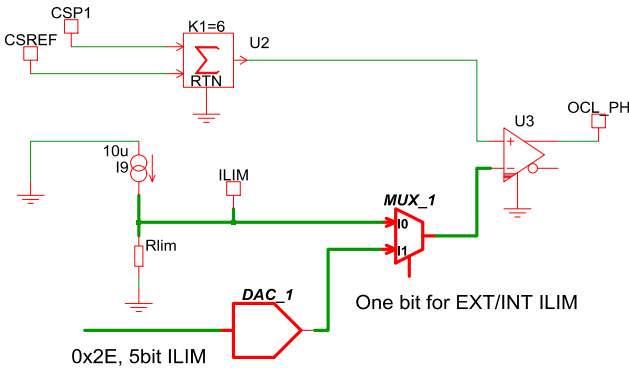 CSP1
K1=6
CSREF
U2
Σ
RTN
OCL_PH
U3
+
−
10u
I9
ILIM
MUX_1
I0
Rlim
I1
DAC_1
One bit for EXT/INT ILIM
0x2E, 5bit ILIM